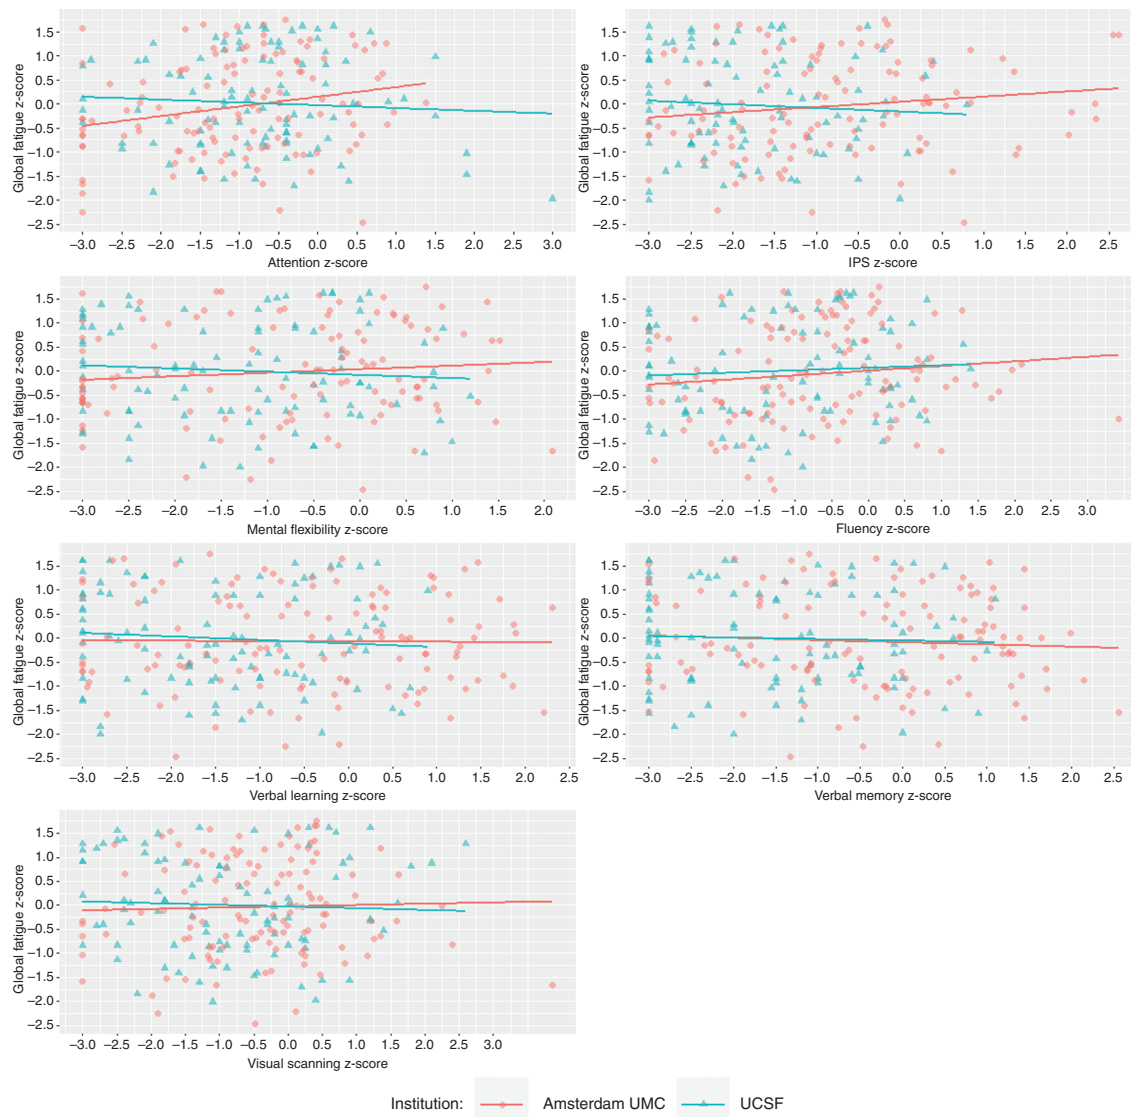 Global fatigue z-score
1.5
1.0
0.5
0.0
−0.5
−1.0
−1.5
−2.0
−2.5
−3.0 −2.5 −2.0 −1.5 −1.0 −0.5 0.0 0.5 1.0 1.5 2.0 2.5 3.0
Attention z-score
Global fatigue z-score
1.5
1.0
0.5
0.0
−0.5
−1.0
−1.5
−2.0
−2.5
−3.0 −2.5 −2.0 −1.5 −1.0 −0.5 0.0 0.5 1.0 1.5 2.0 2.5
IPS z-score
Global fatigue z-score
1.5
1.0
0.5
0.0
−0.5
−1.0
−1.5
−2.0
−2.5
−3.0 −2.5 −2.0 −1.5 −1.0 −0.5 0.0 0.5 1.0 1.5 2.0
Mental flexibility z-score
Global fatigue z-score
1.5
1.0
0.5
0.0
−0.5
−1.0
−1.5
−2.0
−2.5
−3.0 −2.5 −2.0 −1.5 −1.0 −0.5 0.0 0.5 1.0 1.5 2.0 2.5 3.0
Fluency z-score
Global fatigue z-score
1.5
1.0
0.5
0.0
−0.5
−1.0
−1.5
−2.0
−2.5
−3.0 −2.5 −2.0 −1.5 −1.0 −0.5 0.0 0.5 1.0 1.5 2.0 2.5
Verbal learning z-score
Global fatigue z-score
1.5
1.0
0.5
0.0
−0.5
−1.0
−1.5
−2.0
−2.5
−3.0 −2.5 −2.0 −1.5 −1.0 −0.5 0.0 0.5 1.0 1.5 2.0 2.5
Verbal memory z-score
Global fatigue z-score
1.5
1.0
0.5
0.0
−0.5
−1.0
−1.5
−2.0
−2.5
−3.0 −2.5 −2.0 −1.5 −1.0 −0.5 0.0 0.5 1.0 1.5 2.0 2.5 3.0
Visual scanning z-score
Institution: Amsterdam UMC UCSF